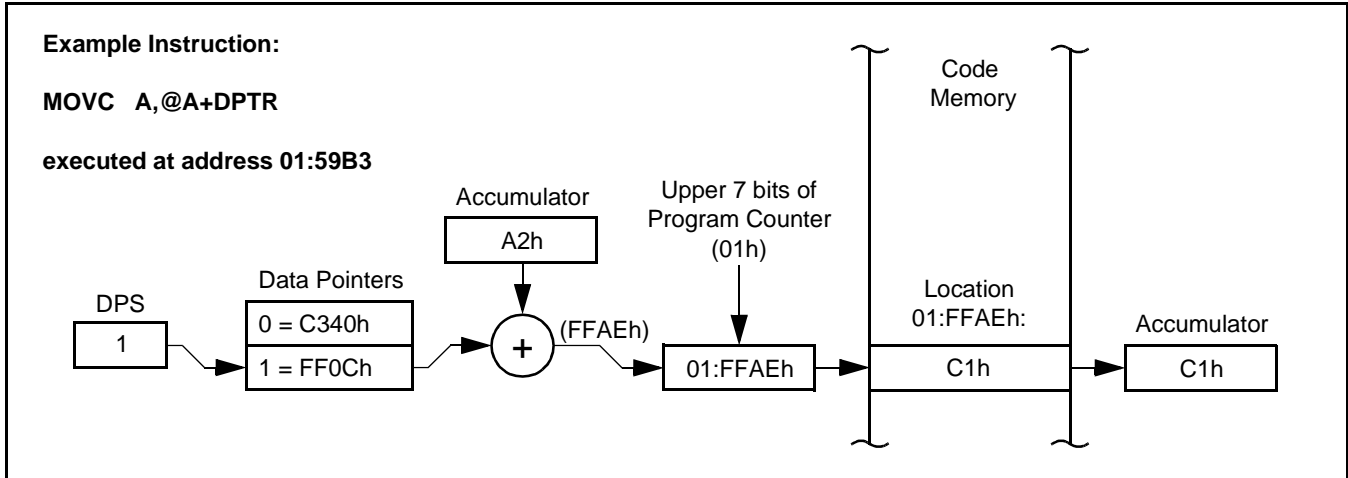 Example Instruction:
MOVC A,@A+DPTR
executed at address 01:59B3
Code
Memory
Accumulator
A2h
Upper 7 bits of
Program Counter
(01h)
DPS
1
Data Pointers
0 = C340h
1 = FF0Ch
+
(FFAEh)
01:FFAEh
Location
01:FFAEh:
C1h
Accumulator
C1h